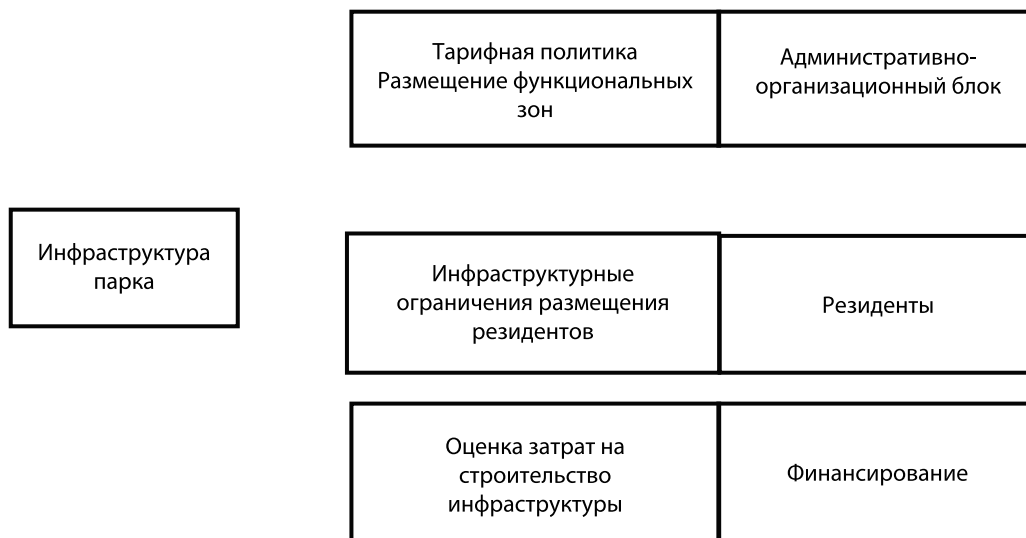 Тарифная политика
Размещение функциональных
зон
Административно-
организационный блок
Инфраструктура
парка
Инфраструктурные
ограничения размещения
резидентов
Резиденты
Оценка затрат на
строительство
инфраструктуры
Финансирование